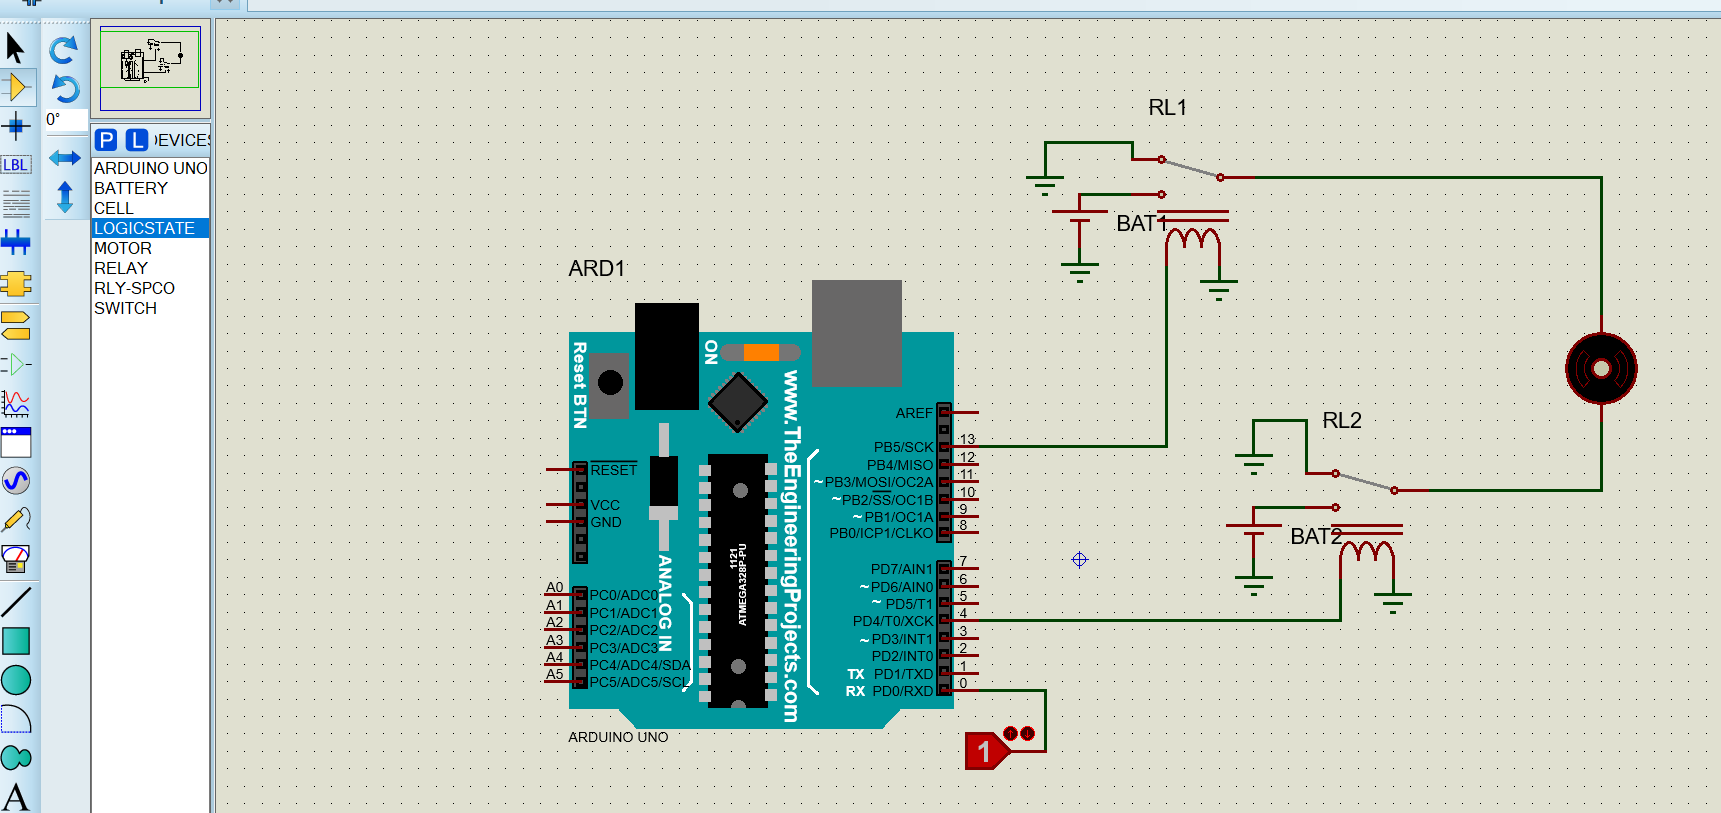 0°
P L EVICES
ARDUINO UNO
BATTERY
CELL
LOGICSTATE
MOTOR
RELAY
RLY-SPCO
SWITCH
LBL
A
RL1
BAT1
RL2
BAT2
ARD1
Reset BTN
ON
www.TheEngineeringProjects.com
1121
ATMEGA328P-PU
ANALOG IN
RESET
VCC
GND
A0 PC0/ADC0
A1 PC1/ADC1
A2 PC2/ADC2
A3 PC3/ADC3
A4 PC4/ADC4/SDA
A5 PC5/ADC5/SCL
AREF
PB5/SCK 13
PB4/MISO 12
~PB3/MOSI/OC2A 11
~PB2/SS/OC1B 10
~PB1/OC1A 9
PB0/ICP1/CLKO 8
PD7/AIN1 7
~PD6/AIN0 6
~PD5/T1 5
PD4/T0/XCK 4
~PD3/INT1 3
PD2/INT0 2
TX PD1/TXD 1
RX PD0/RXD 0
ARDUINO UNO
1